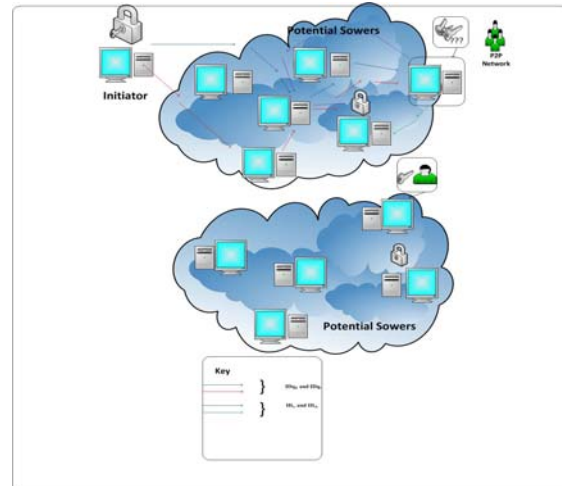 Potential Sowers
???
P2P
Network
Initiator
Potential Sowers
Key
} 
}